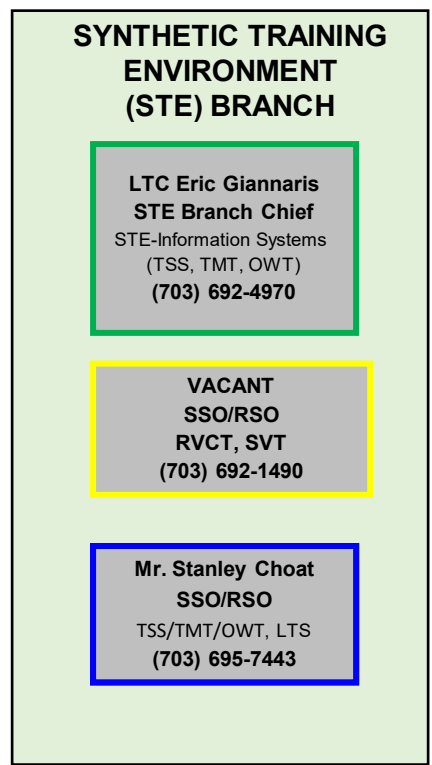 SYNTHETIC TRAINING
ENVIRONMENT
(STE) BRANCH
LTC Eric Giannaris
STE Branch Chief
STE-Information Systems
(TSS, TMT, OWT)
(703) 692-4970
VACANT
SSO/RSO
RVCT, SVT
(703) 692-1490
Mr. Stanley Choat
SSO/RSO
TSS/TMT/OWT, LTS
(703) 695-7443